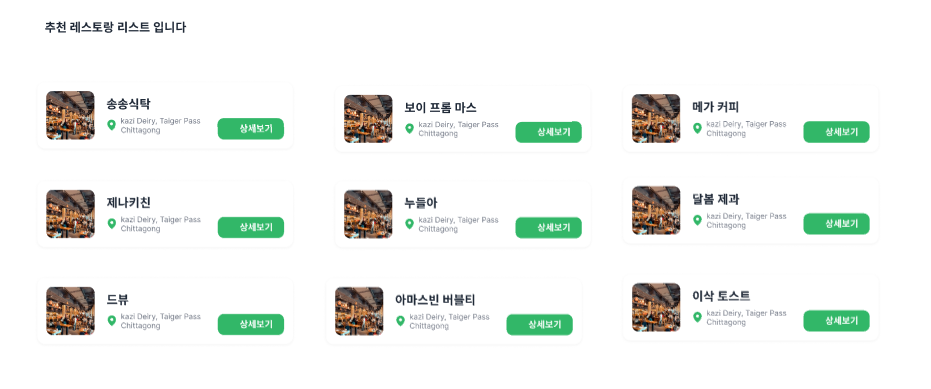 추천 레스토랑 리스트 입니다
송송식탁
kazi Deiry, Taiger Pass
Chittagong
상세보기
보이 프롬 마스
kazi Deiry, Taiger Pass
Chittagong
상세보기
메가 커피
kazi Deiry, Taiger Pass
Chittagong
상세보기
제나키친
kazi Deiry, Taiger Pass
Chittagong
상세보기
누들아
kazi Deiry, Taiger Pass
Chittagong
상세보기
달봄 제과
kazi Deiry, Taiger Pass
Chittagong
상세보기
드뷰
kazi Deiry, Taiger Pass
Chittagong
상세보기
아마스빈 버블티
kazi Deiry, Taiger Pass
Chittagong
상세보기
이삭 토스트
kazi Deiry, Taiger Pass
Chittagong
상세보기